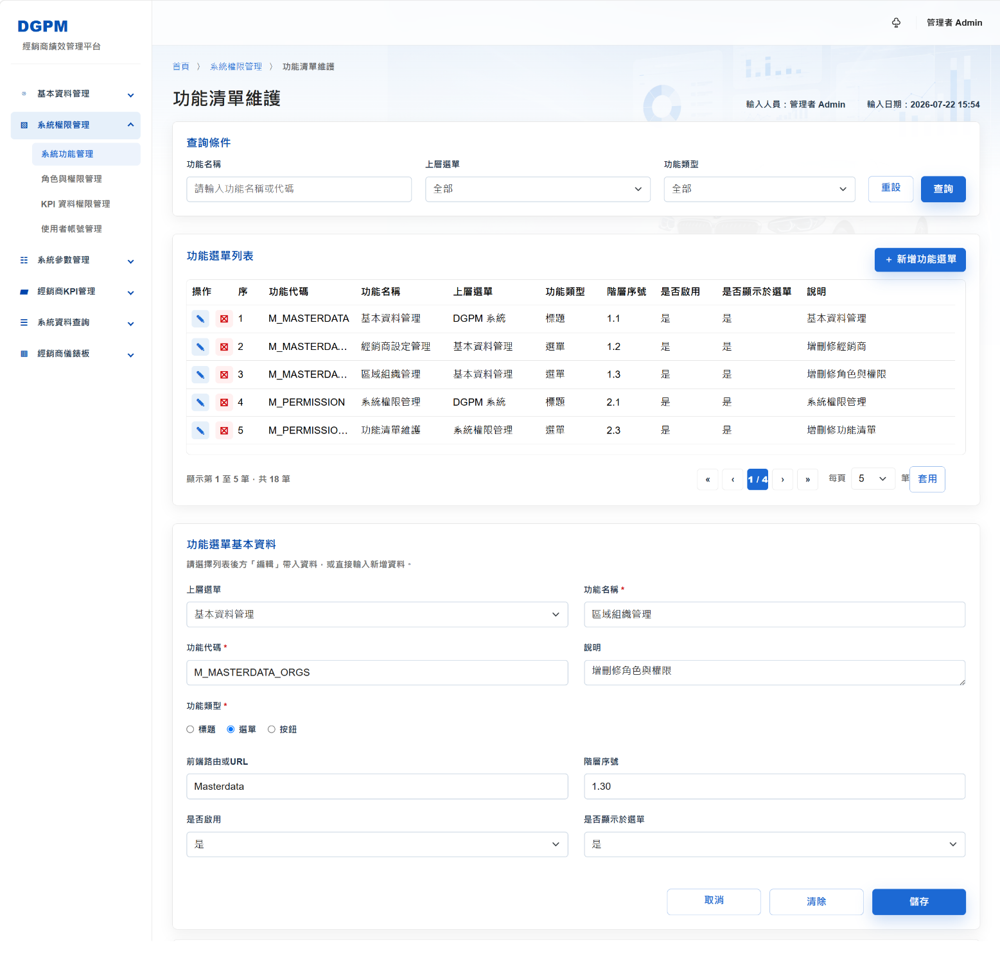 DGPM
經銷商績效管理平台
基本資料管理
系統權限管理
系統功能管理
角色與權限管理
KPI 資料權限管理
使用者帳號管理
系統參數管理
經銷商KPI管理
系統資料查詢
經銷商儀錶板
管理者 Admin
首頁 〉 系統權限管理 〉 功能清單維護
功能清單維護
輸入人員：管理者 Admin 輸入日期：2026-07-22 15:54
查詢條件
功能名稱 上層選單 功能類型
請輸入功能名稱或代碼 全部 全部 重設 查詢
功能選單列表
+ 新增功能選單
操作 序 功能代碼 功能名稱 上層選單 功能類型 階層序號 是否啟用 是否顯示於選單 說明
1 M_MASTERDATA 基本資料管理 DGPM 系統 標題 1.1 是 是 基本資料管理
2 M_MASTERDA... 經銷商設定管理 基本資料管理 選單 1.2 是 是 增刪修經銷商
3 M_MASTERDA... 區域組織管理 基本資料管理 選單 1.3 是 是 增刪修角色與權限
4 M_PERMISSION 系統權限管理 DGPM 系統 標題 2.1 是 是 系統權限管理
5 M_PERMISSIO... 功能清單維護 系統權限管理 選單 2.3 是 是 增刪修功能清單
顯示第 1 至 5 筆，共 18 筆
« ‹ 1 / 4 › » 每頁 5 筆 套用
功能選單基本資料
請選擇列表後方「編輯」帶入資料，或直接輸入新增資料。
上層選單 功能名稱 *
基本資料管理 區域組織管理
功能代碼 * 說明
M_MASTERDATA_ORGS 增刪修角色與權限
功能類型 *
標題 選單 按鈕
前端路由或URL 階層序號
Masterdata 1.30
是否啟用 是否顯示於選單
是 是
取消 清除 儲存